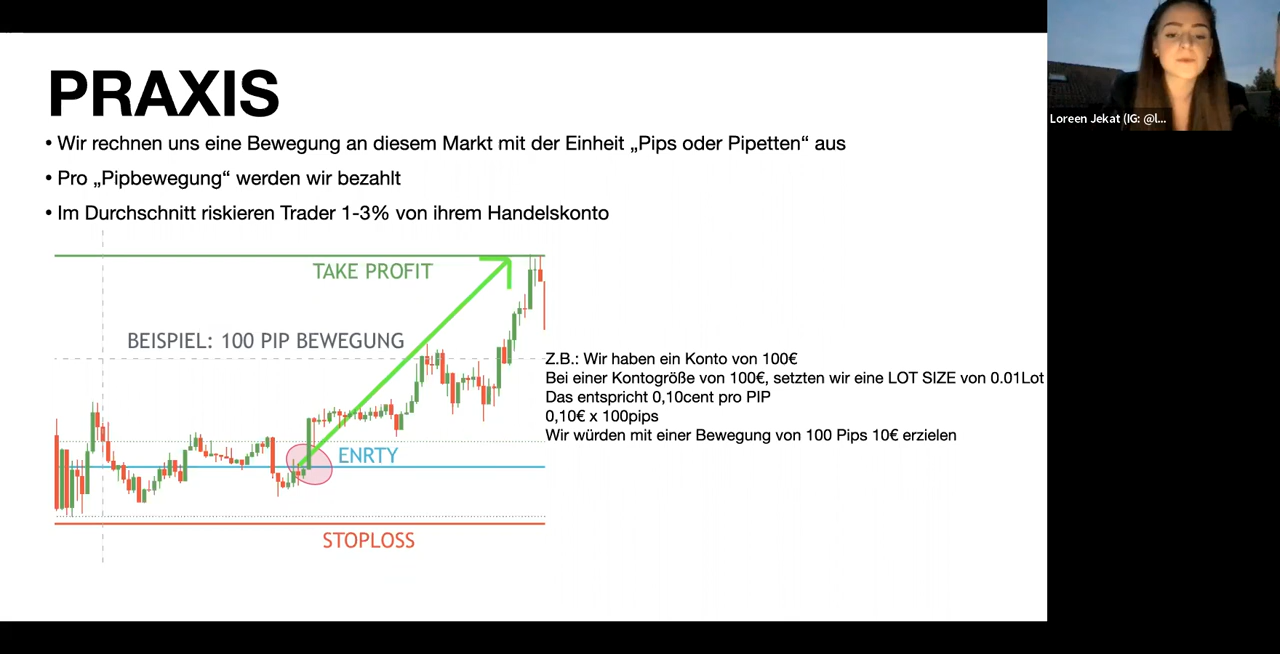 PRAXIS
• Wir rechnen uns eine Bewegung an diesem Markt mit der Einheit „Pips oder Pipetten“ aus
• Pro „Pipbewegung“ werden wir bezahlt
• Im Durchschnitt riskieren Trader 1-3% von ihrem Handelskonto
TAKE PROFIT
BEISPIEL: 100 PIP BEWEGUNG
ENRTY
STOPLOSS
Z.B.: Wir haben ein Konto von 100€
Bei einer Kontogröße von 100€, setzten wir eine LOT SIZE von 0.01Lot
Das entspricht 0,10cent pro PIP
0,10€ x 100pips
Wir würden mit einer Bewegung von 100 Pips 10€ erzielen
Loreen Jekat (IG: @l...